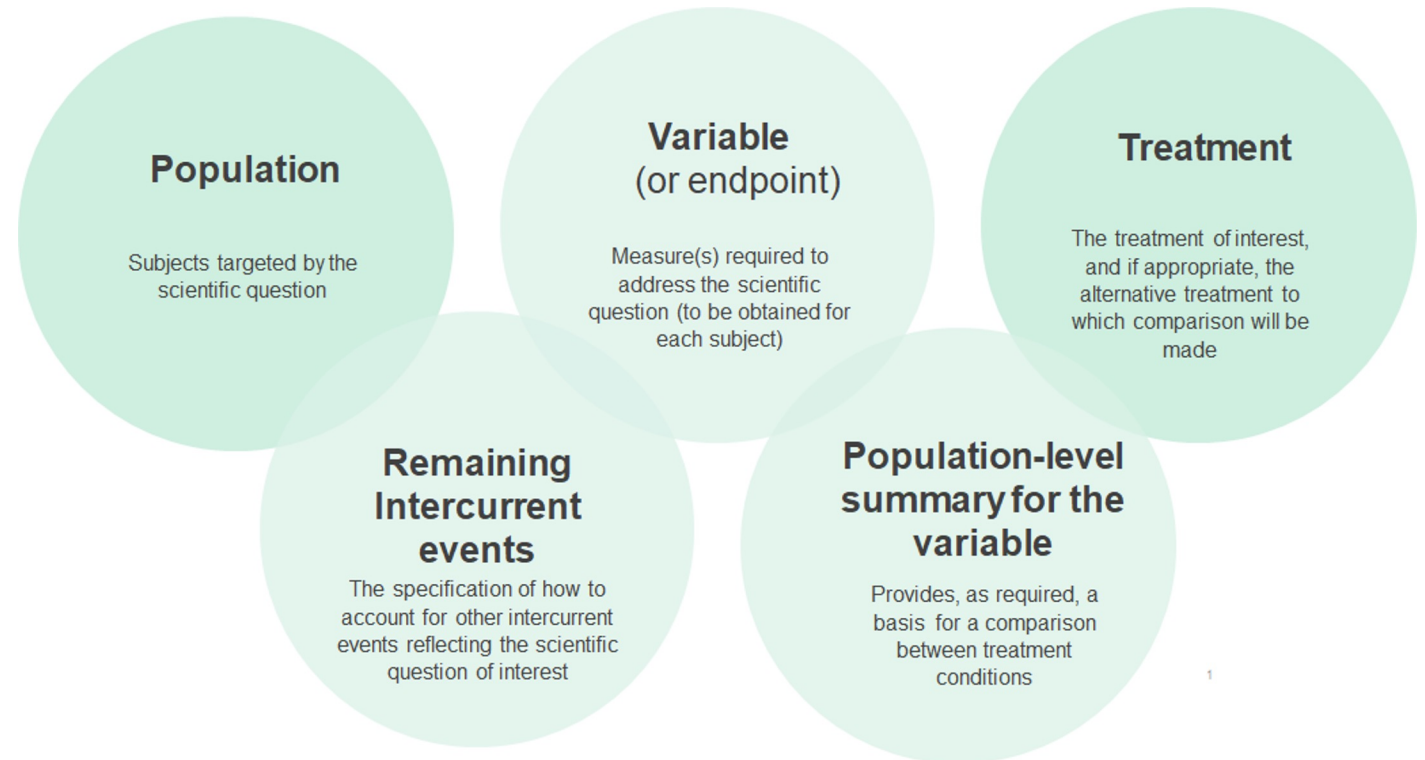 Population
Subjects targeted by the
scientific question
Variable
(or endpoint)
Measure(s) required to
address the scientific
question (to be obtained for
each subject)
Treatment
The treatment of interest,
and if appropriate, the
alternative treatment to
which comparison will be
made
Remaining
Intercurrent
events
The specification of how to
account for other intercurrent
events reflecting the scientific
question of interest
Population-level
summary for the
variable
Provides, as required, a
basis for a comparison
between treatment
conditions
1